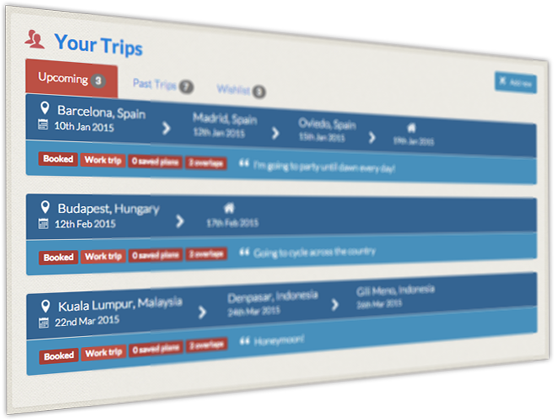 Your Trips
Upcoming 3
Past Trips 7
Wishlist 3
Add new
Barcelona, Spain
10th Jan 2015
Madrid, Spain
12th Jan 2015
Oviedo, Spain
15th Jan 2015
19th Jan 2015
Booked Work trip 0 saved plans 3 overlaps
“ I'm going to party until dawn every day!
Budapest, Hungary
12th Feb 2015
17th Feb 2015
Booked Work trip 0 saved plans 2 overlaps
“ Going to cycle across the country
Kuala Lumpur, Malaysia
22nd Mar 2015
Denpasar, Indonesia
24th Mar 2015
Gili Meno, Indonesia
26th Mar 2015
Booked Work trip 0 saved plans 2 overlaps
“ Honeymoon!